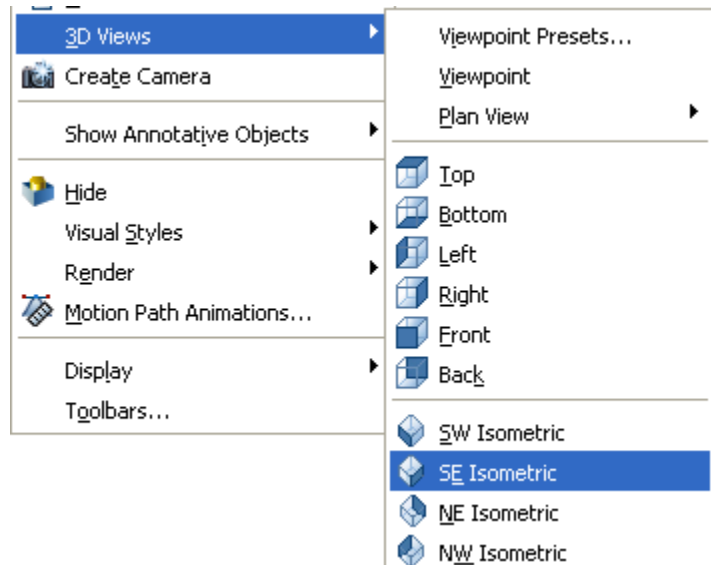 3D Views
Create Camera
Show Annotative Objects
Hide
Visual Styles
Render
Motion Path Animations...
Display
Toolbars...
Viewpoint Presets...
Viewpoint
Plan View
Top
Bottom
Left
Right
Front
Back
SW Isometric
SE Isometric
NE Isometric
NW Isometric